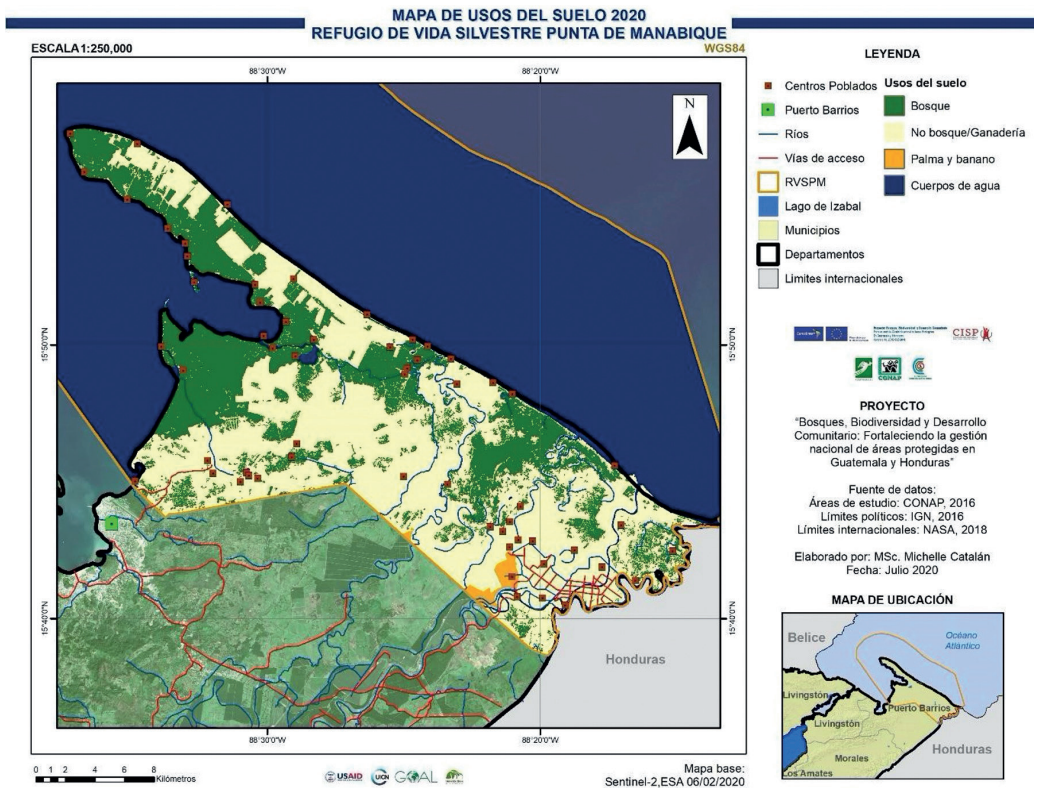 MAPA DE USOS DEL SUELO 2020
REFUGIO DE VIDA SILVESTRE PUNTA DE MANABIQUE
ESCALA 1:250,000
WGS84
88°30'0"W
88°20'0"W
N
15°50'0"N
15°50'0"N
15°40'0"N
15°40'0"N
Honduras
88°30'0"W
88°20'0"W
0 1 2 4 6 8
Kilómetros
USAID
UICN
GOAL
Mapa base:
Sentinel-2,ESA 06/02/2020
LEYENDA
Centros Poblados
Puerto Barrios
Ríos
Vías de acceso
RVSPM
Lago de Izabal
Municipios
Departamentos
Limites internacionales
Usos del suelo
Bosque
No bosque/Ganadería
Palma y banano
Cuerpos de agua
CISP
CONAP
PROYECTO
“Bosques, Biodiversidad y Desarrollo
Comunitario: Fortaleciendo la gestión
nacional de áreas protegidas en
Guatemala y Honduras”
Fuente de datos:
Áreas de estudio: CONAP, 2016
Límites políticos: IGN, 2016
Límites internacionales: NASA, 2018
Elaborado por: MSc. Michelle Catalán
Fecha: Julio 2020
MAPA DE UBICACIÓN
Belice
Océano
Atlántico
Livingstón
Puerto Barrios
Livingstón
Honduras
Morales
Los Amates